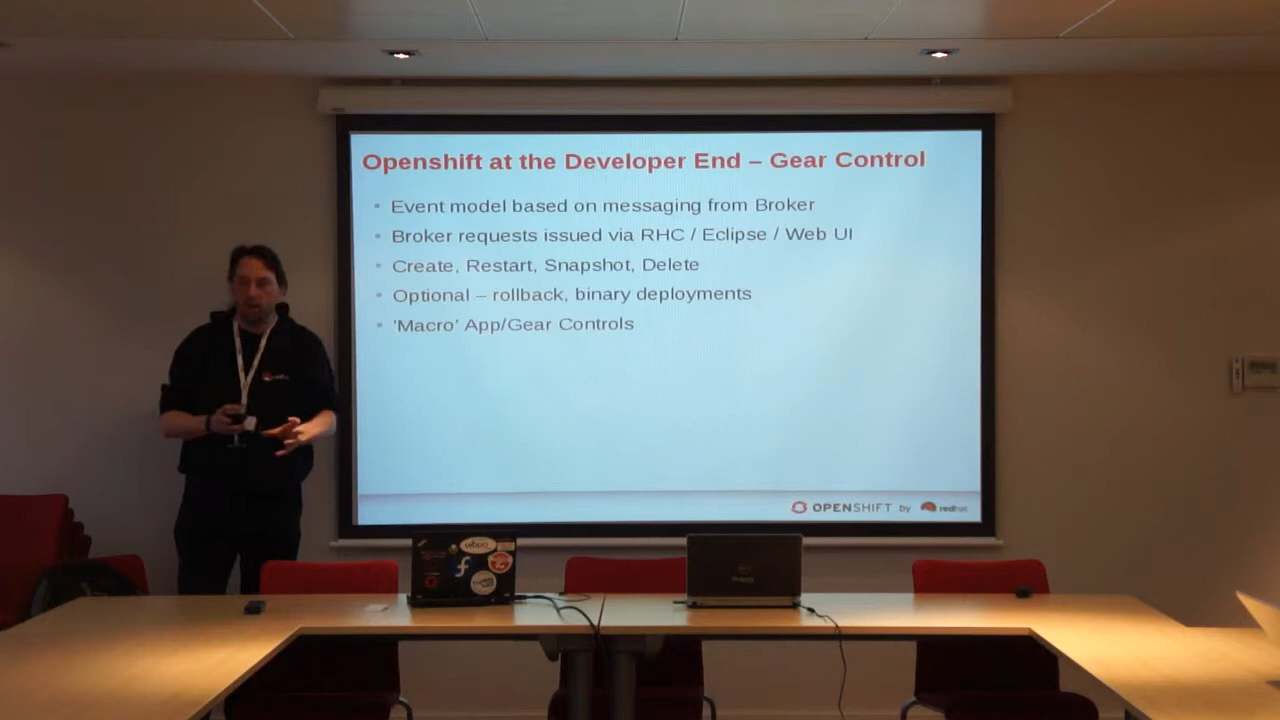 Openshift at the Developer End – Gear Control
• Event model based on messaging from Broker
• Broker requests issued via RHC / Eclipse / Web UI
• Create, Restart, Snapshot, Delete
• Optional – rollback, binary deployments
• 'Macro' App/Gear Controls
OPENSHIFT by redhat